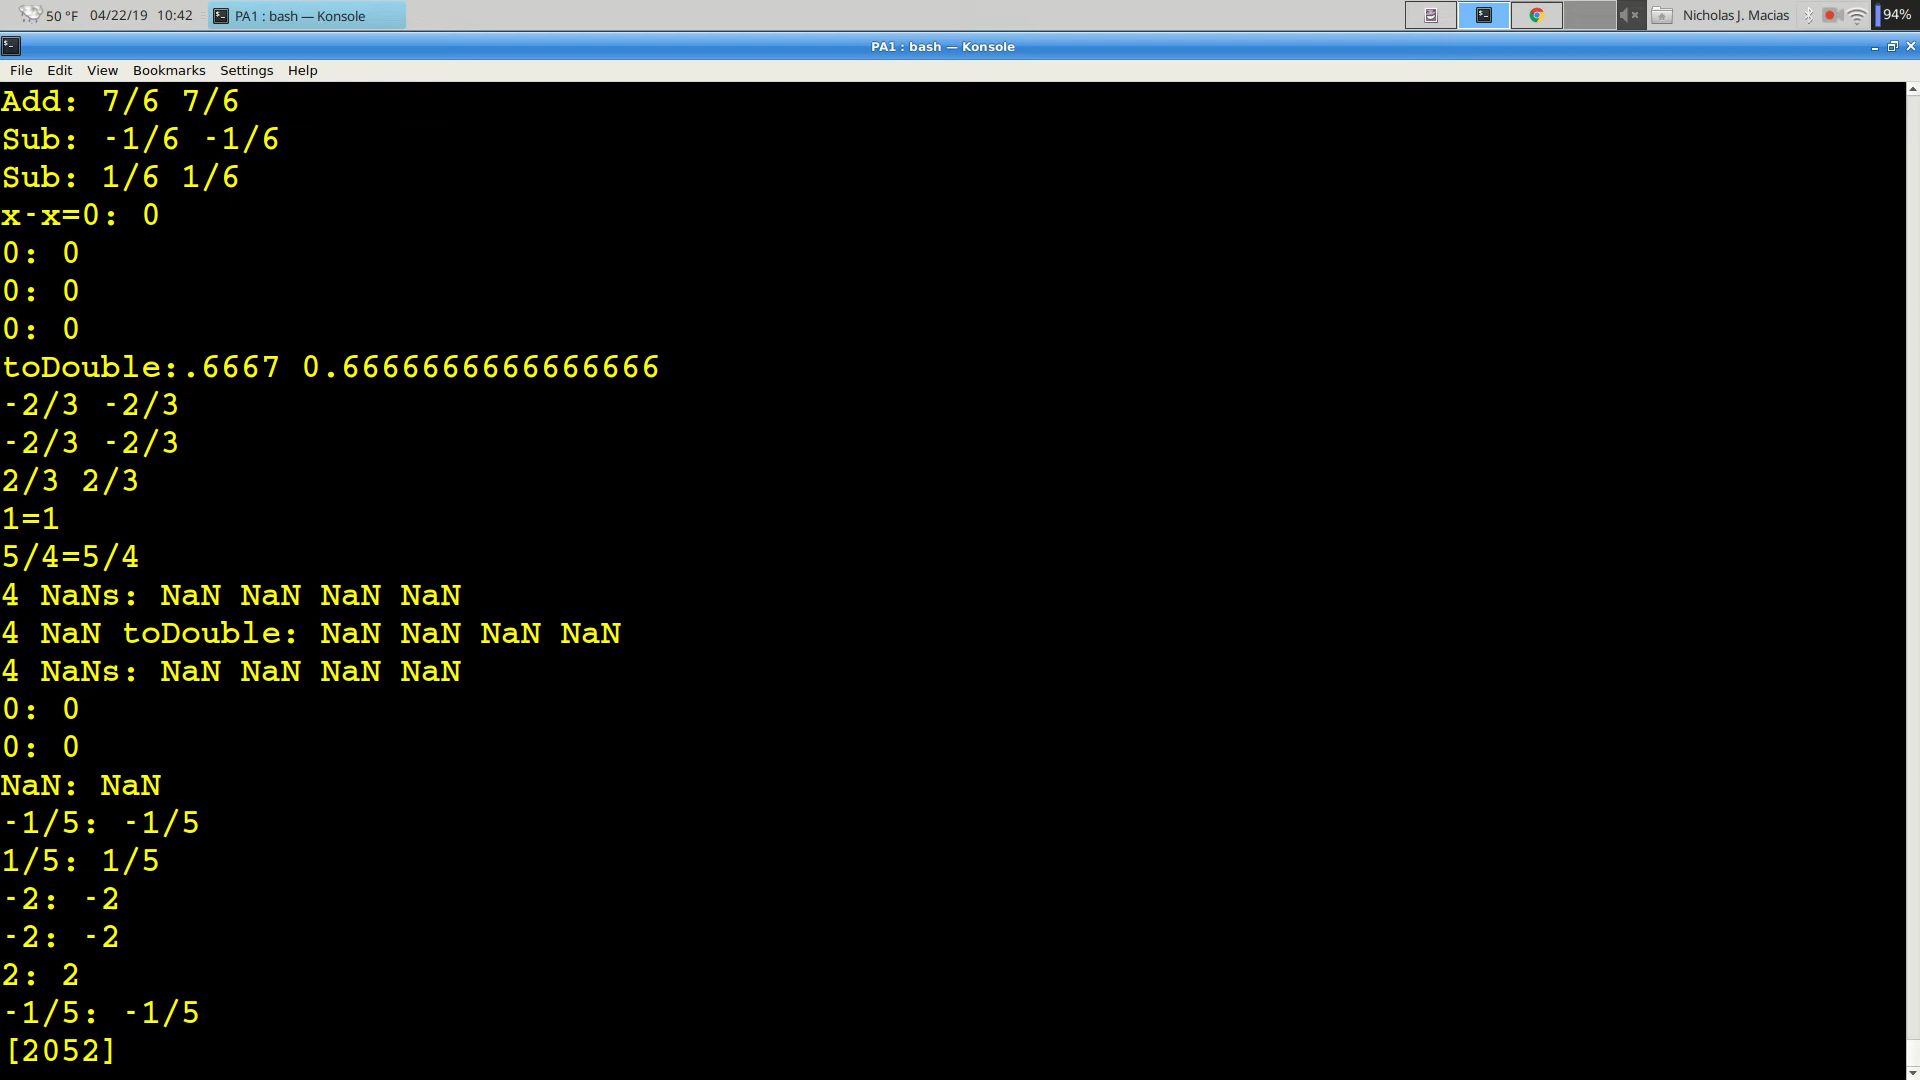 50 °F 04/22/19 10:42 PA1 : bash — Konsole Nicholas J. Macias 94%
PA1 : bash — Konsole
File Edit View Bookmarks Settings Help
Add: 7/6 7/6
Sub: -1/6 -1/6
Sub: 1/6 1/6
x-x=0: 0
0: 0
0: 0
0: 0
toDouble:.6667 0.6666666666666666
-2/3 -2/3
-2/3 -2/3
2/3 2/3
1=1
5/4=5/4
4 NaNs: NaN NaN NaN NaN
4 NaN toDouble: NaN NaN NaN NaN
4 NaNs: NaN NaN NaN NaN
0: 0
0: 0
NaN: NaN
-1/5: -1/5
1/5: 1/5
-2: -2
-2: -2
2: 2
-1/5: -1/5
[2052]